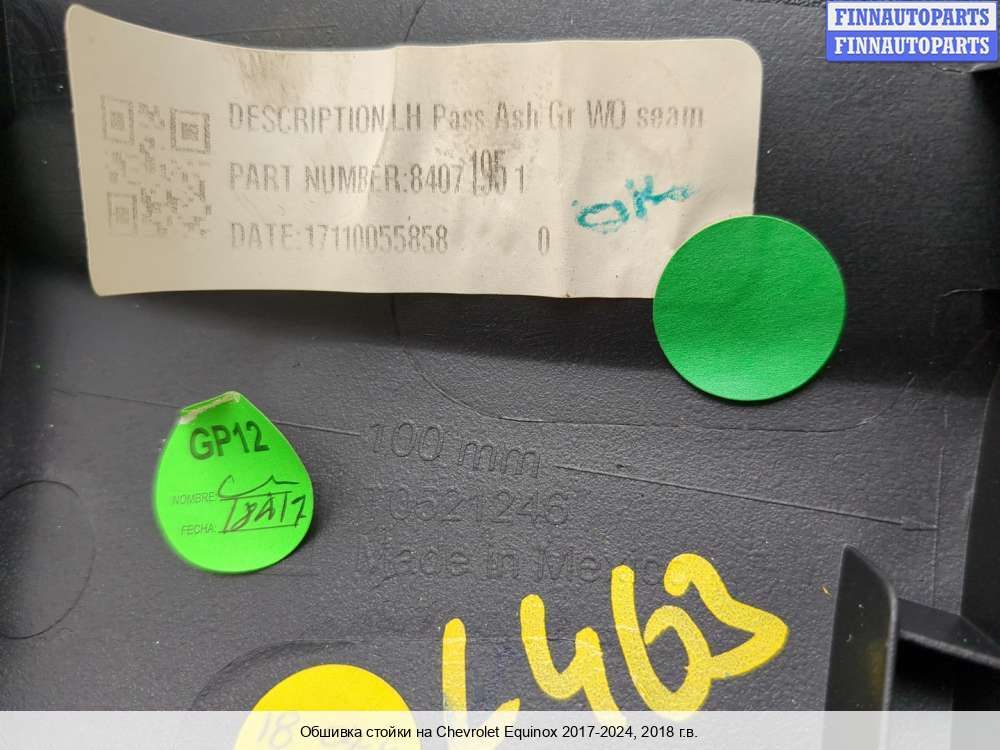 FINNAUTOPARTS
FINNAUTOPARTS
DESCRIPTION:LH Pass Ash Gr WO seam
PART NUMBER:84071951
DATE:17110055858 0
GP12
NOMBRE:
FECHA:
100 mm
Made in Mexico
L463
Обшивка стойки на Chevrolet Equinox 2017-2024, 2018 г.в.